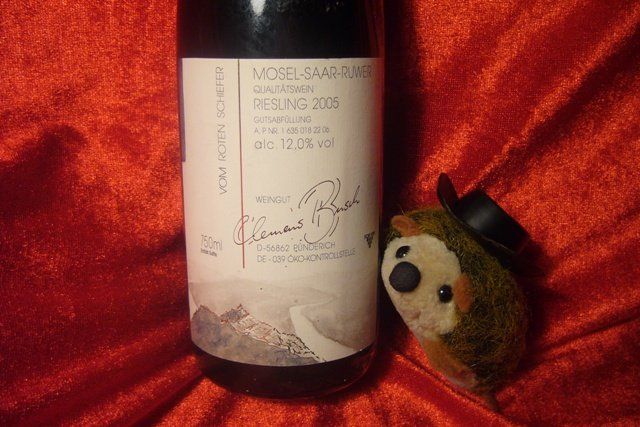 VOM ROTEN SCHIEFER
MOSEL-SAAR-RUWER
QUALITÄTSWEIN
RIESLING 2005
GUTSABFÜLLUNG
A. P. NR. 1 635 018 22 06
alc 12,0% vol
WEINGUT
Clemens Busch
750ml
D-56862 PÜNDERICH
DE - 039 ÖKO-KONTROLLSTELLE